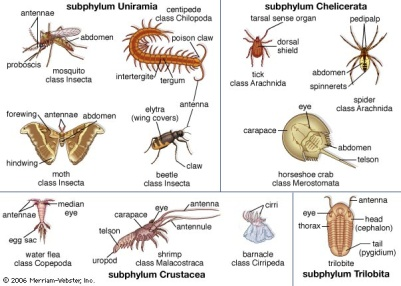 subphylum Uniramia
antennae
abdomen
proboscis
mosquito
class Insecta
centipede
class Chilopoda
poison claw
intertergite
tergum
antenna
forewing
antennae
abdomen
hindwing
moth
class Insecta
elytra
(wing covers)
claw
beetle
class Insecta
subphylum Chelicerata
tarsal sense organ
dorsal
shield
tick
class Arachnida
pedipalp
abdomen
spinnerets
spider
class Arachnida
eye
carapace
abdomen
telson
horseshoe crab
class Merostomata
antennae
median
eye
egg sac
water flea
class Copepoda
eye
antenna
carapace
antennule
telson
uropod
shrimp
class Malacostraca
cirri
barnacle
class Cirripeda
subphylum Crustacea
antenna
eye
head
(cephalon)
thorax
tail
(pygidium)
trilobite
subphylum Trilobita
© 2006 Merriam-Webster, Inc.